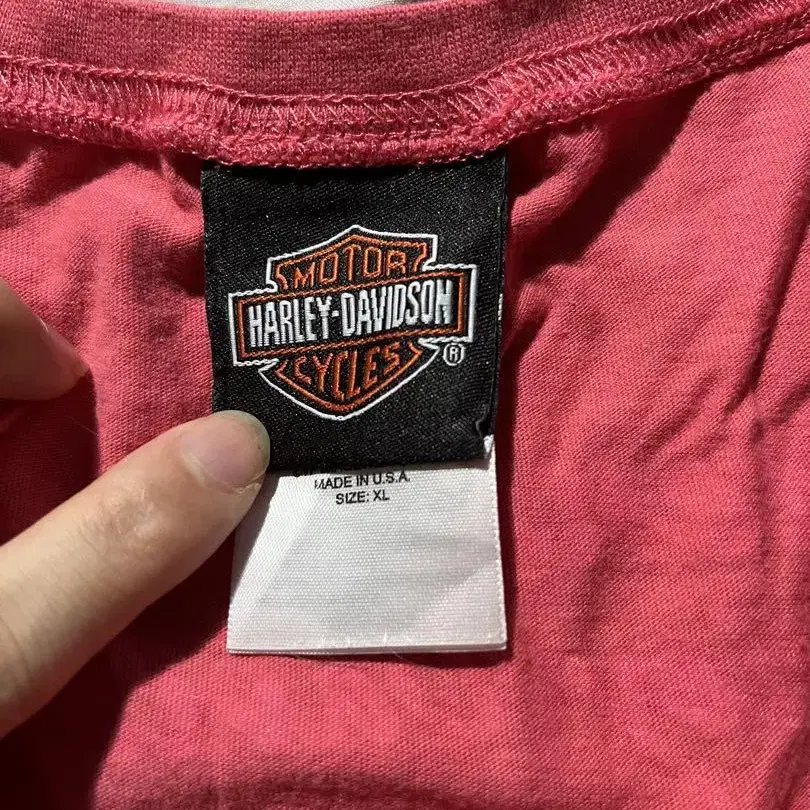 MOTOR
HARLEY-DAVIDSON
CYCLES
®
MADE IN U.S.A.
SIZE: XL